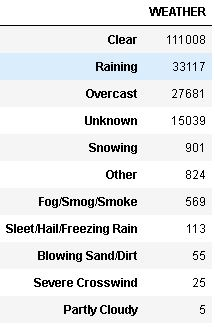 WEATHER
Clear 111008
Raining 33117
Overcast 27681
Unknown 15039
Snowing 901
Other 824
Fog/Smog/Smoke 569
Sleet/Hail/Freezing Rain 113
Blowing Sand/Dirt 55
Severe Crosswind 25
Partly Cloudy 5